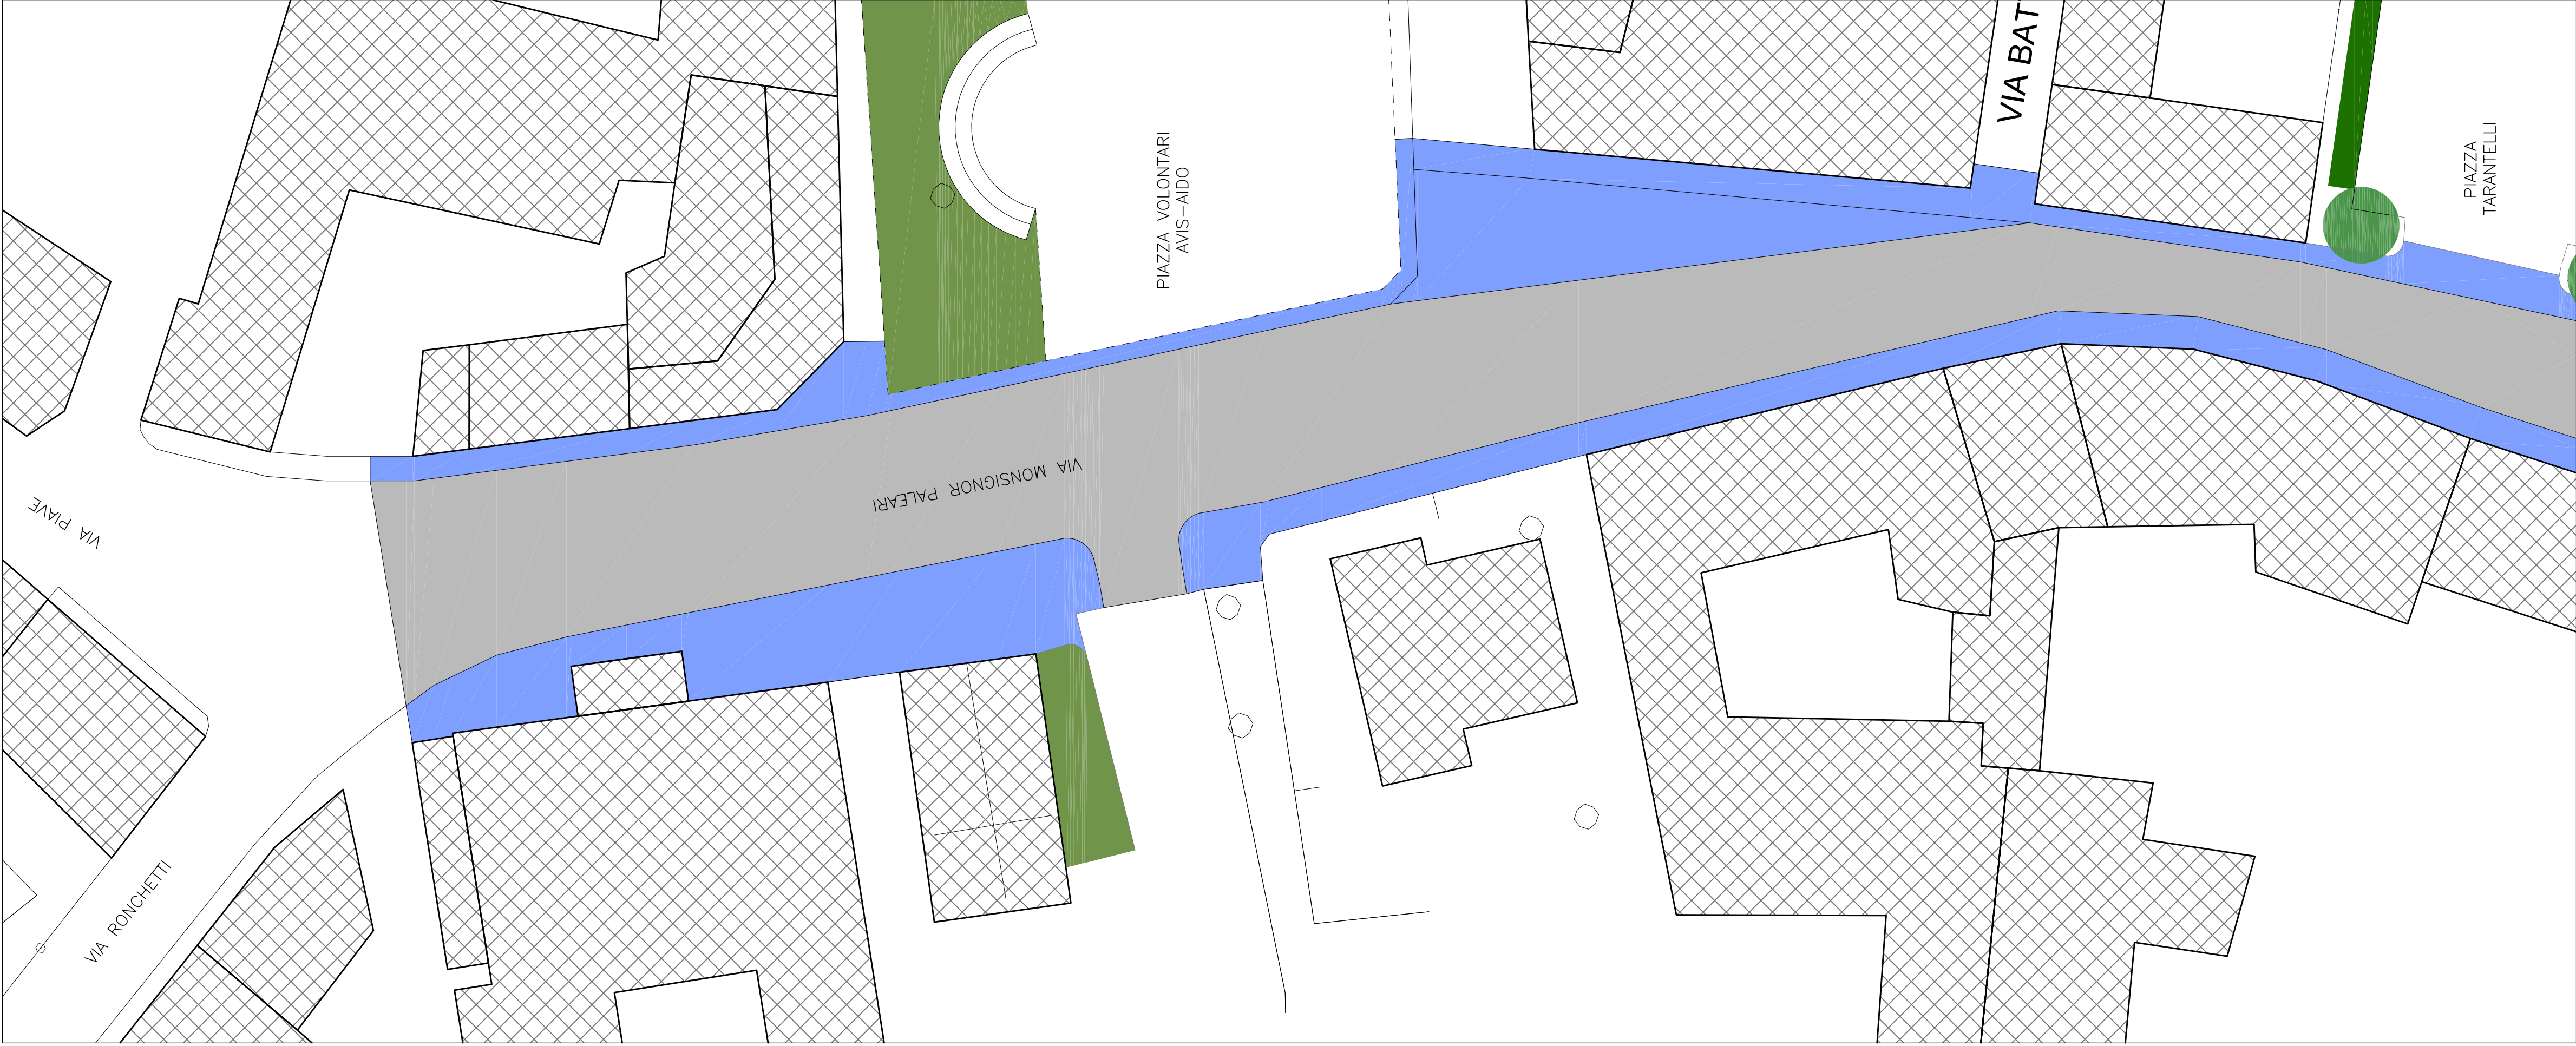 VIA BAT
PIAZZA VOLONTARI
AVIS-AIDO
PIAZZA
TARANTELLI
VIA MONSIGNOR PALEARI
VIA PIAVE
VIA RONCHETTI